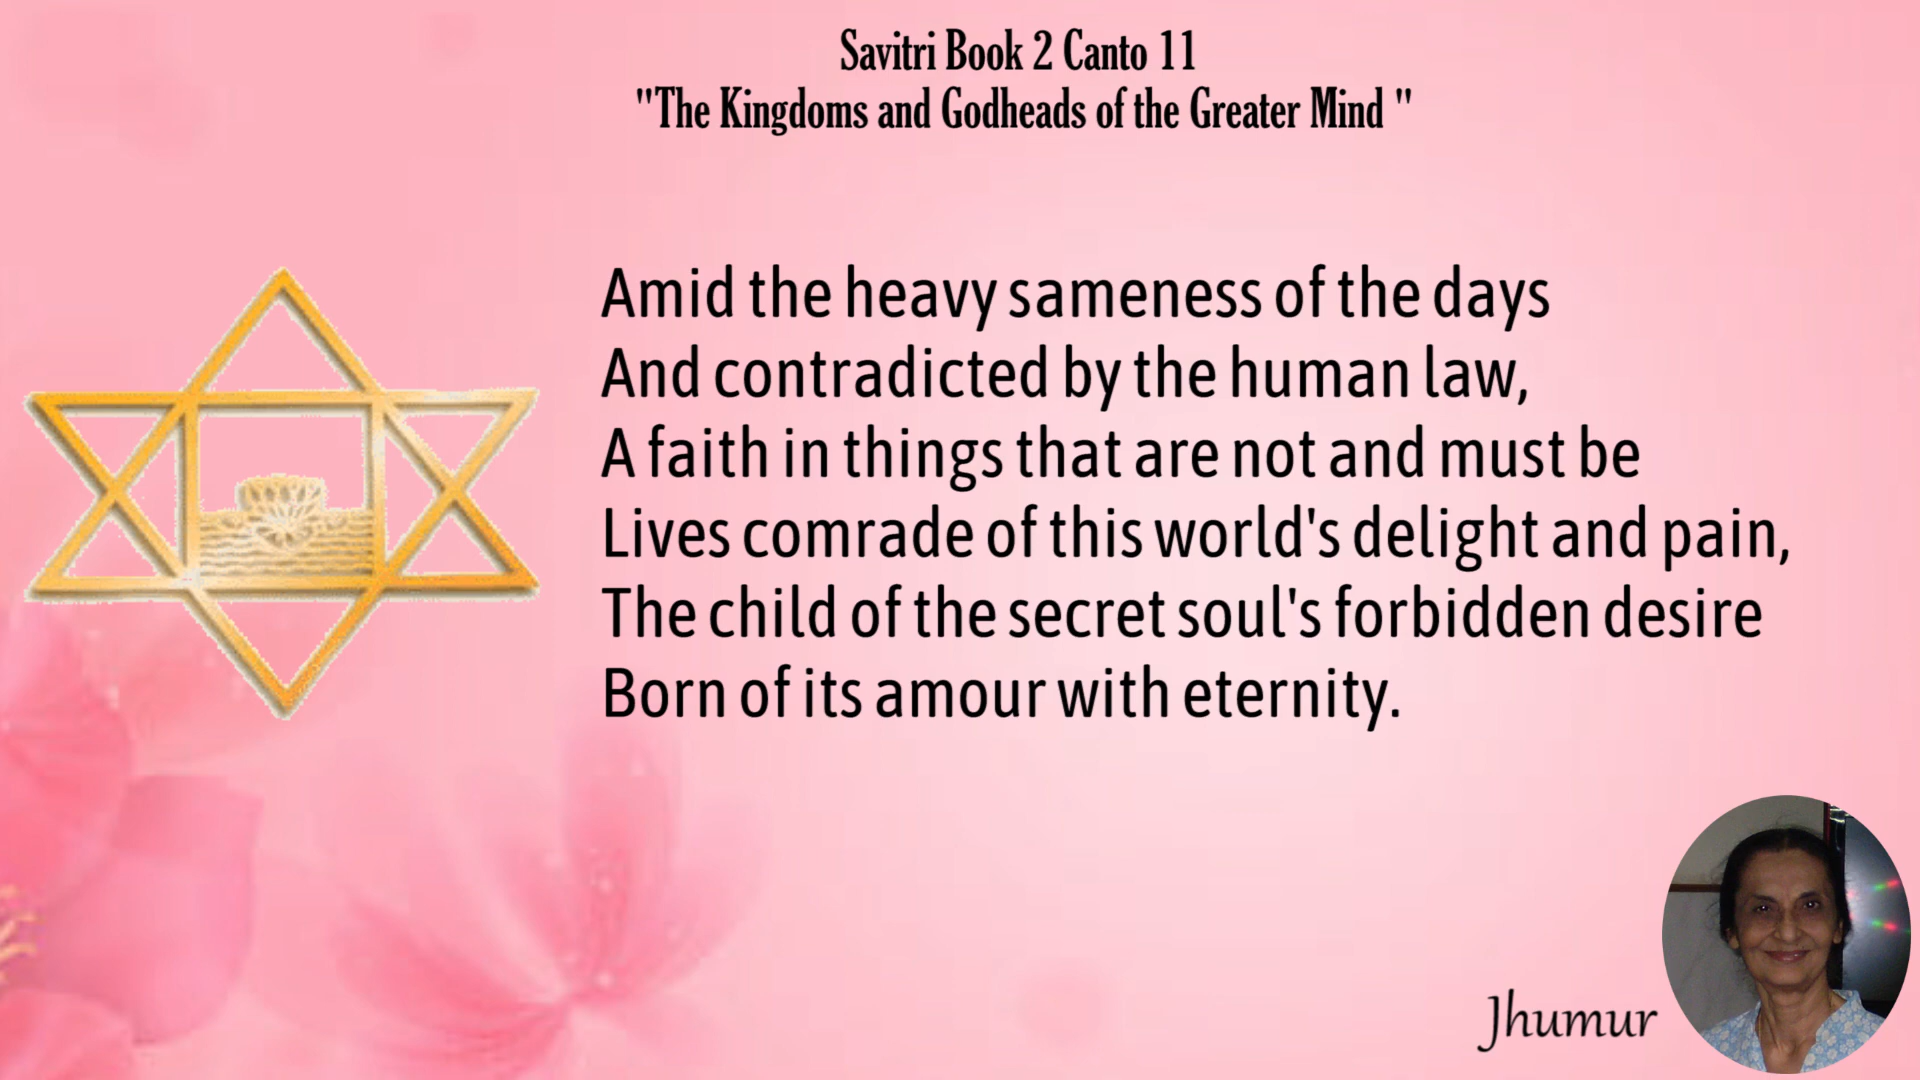 Savitri Book 2 Canto 11
"The Kingdoms and Godheads of the Greater Mind "
Amid the heavy sameness of the days
And contradicted by the human law,
A faith in things that are not and must be
Lives comrade of this world's delight and pain,
The child of the secret soul's forbidden desire
Born of its amour with eternity.
Jhumur